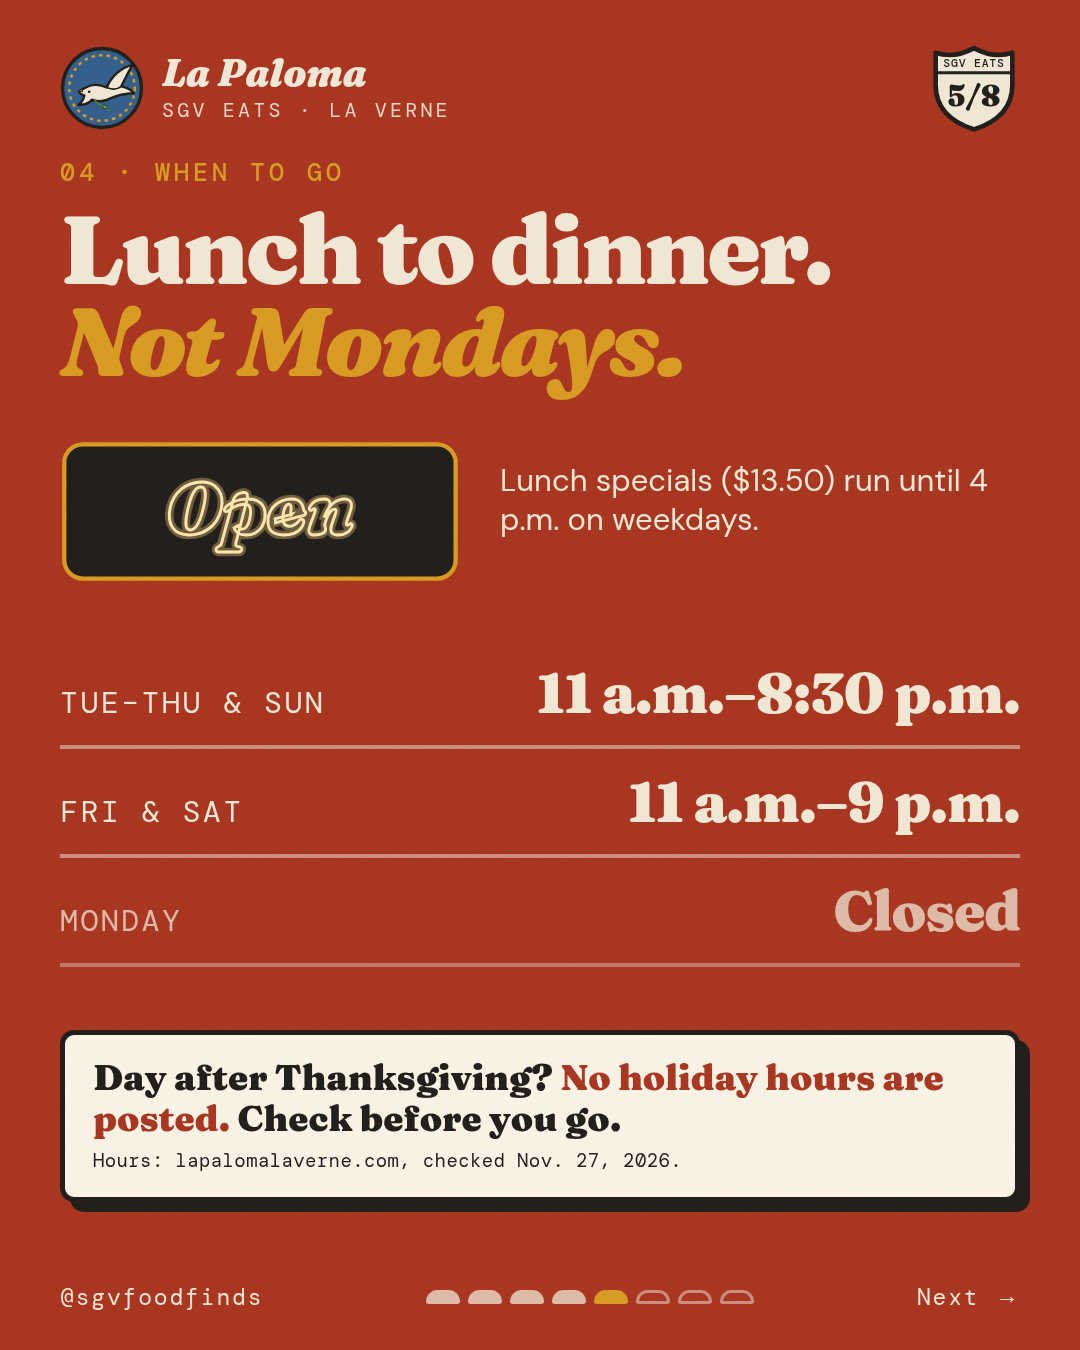 La Paloma
SGV EATS · LA VERNE
SGV EATS
5/8
04 · WHEN TO GO
Lunch to dinner.
Not Mondays.
Open
Lunch specials ($13.50) run until 4
p.m. on weekdays.
TUE–THU & SUN
11 a.m.–8:30 p.m.
FRI & SAT
11 a.m.–9 p.m.
MONDAY
Closed
Day after Thanksgiving? No holiday hours are
posted. Check before you go.
Hours: lapalomalaverne.com, checked Nov. 27, 2026.
@sgvfoodfinds
Next →